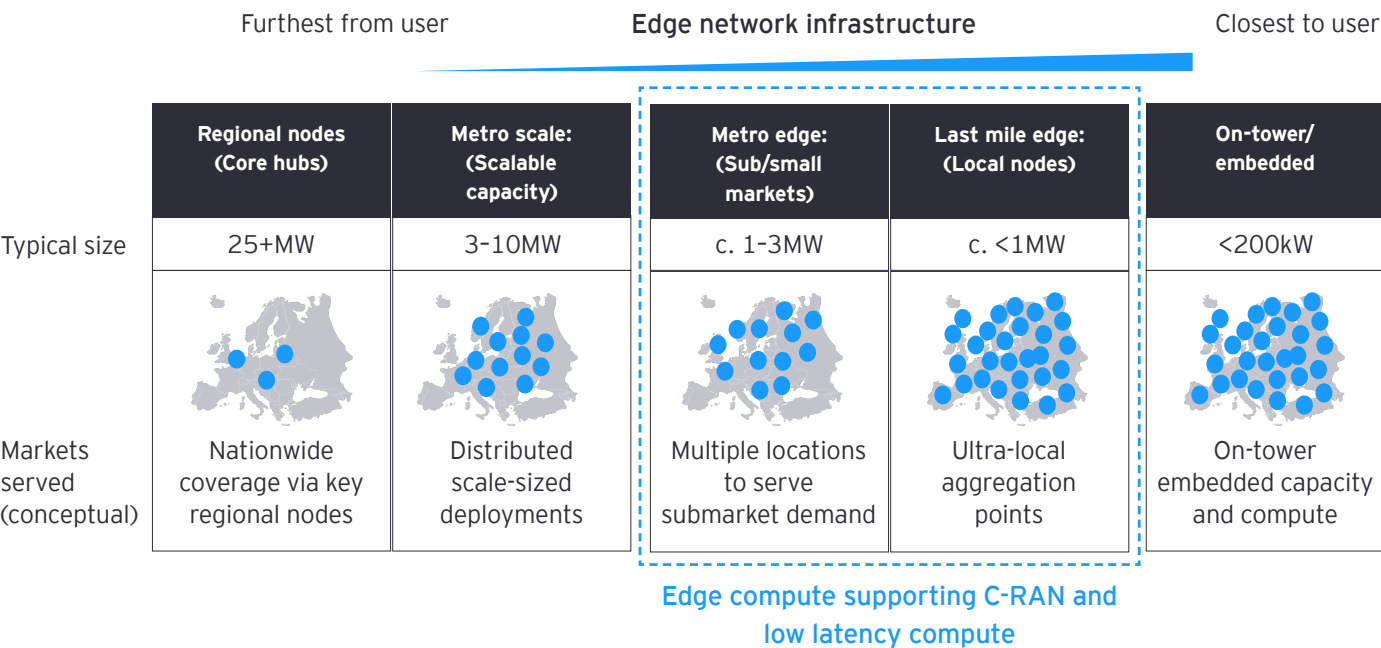 Furthest from user
Edge network infrastructure
Closest to user
Regional nodes
(Core hubs)
Metro scale:
(Scalable
capacity)
Metro edge:
(Sub/small
markets)
Last mile edge:
(Local nodes)
On-tower/
embedded
Typical size
25+MW
3–10MW
c. 1–3MW
c. <1MW
<200kW
Markets
served
(conceptual)
Nationwide
coverage via key
regional nodes
Distributed
scale-sized
deployments
Multiple locations
to serve
submarket demand
Ultra-local
aggregation
points
On-tower
embedded capacity
and compute
Edge compute supporting C-RAN and
low latency compute